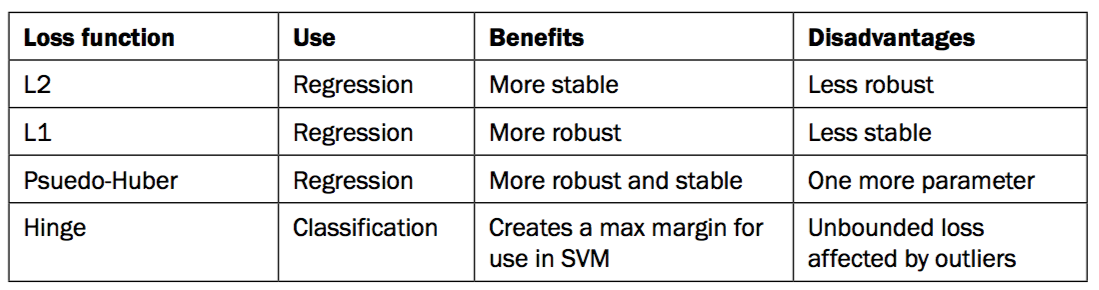 Loss function Use Benefits Disadvantages
L2 Regression More stable Less robust
L1 Regression More robust Less stable
Psuedo-Huber Regression More robust and stable One more parameter
Hinge Classification Creates a max margin for Unbounded loss
use in SVM affected by outliers